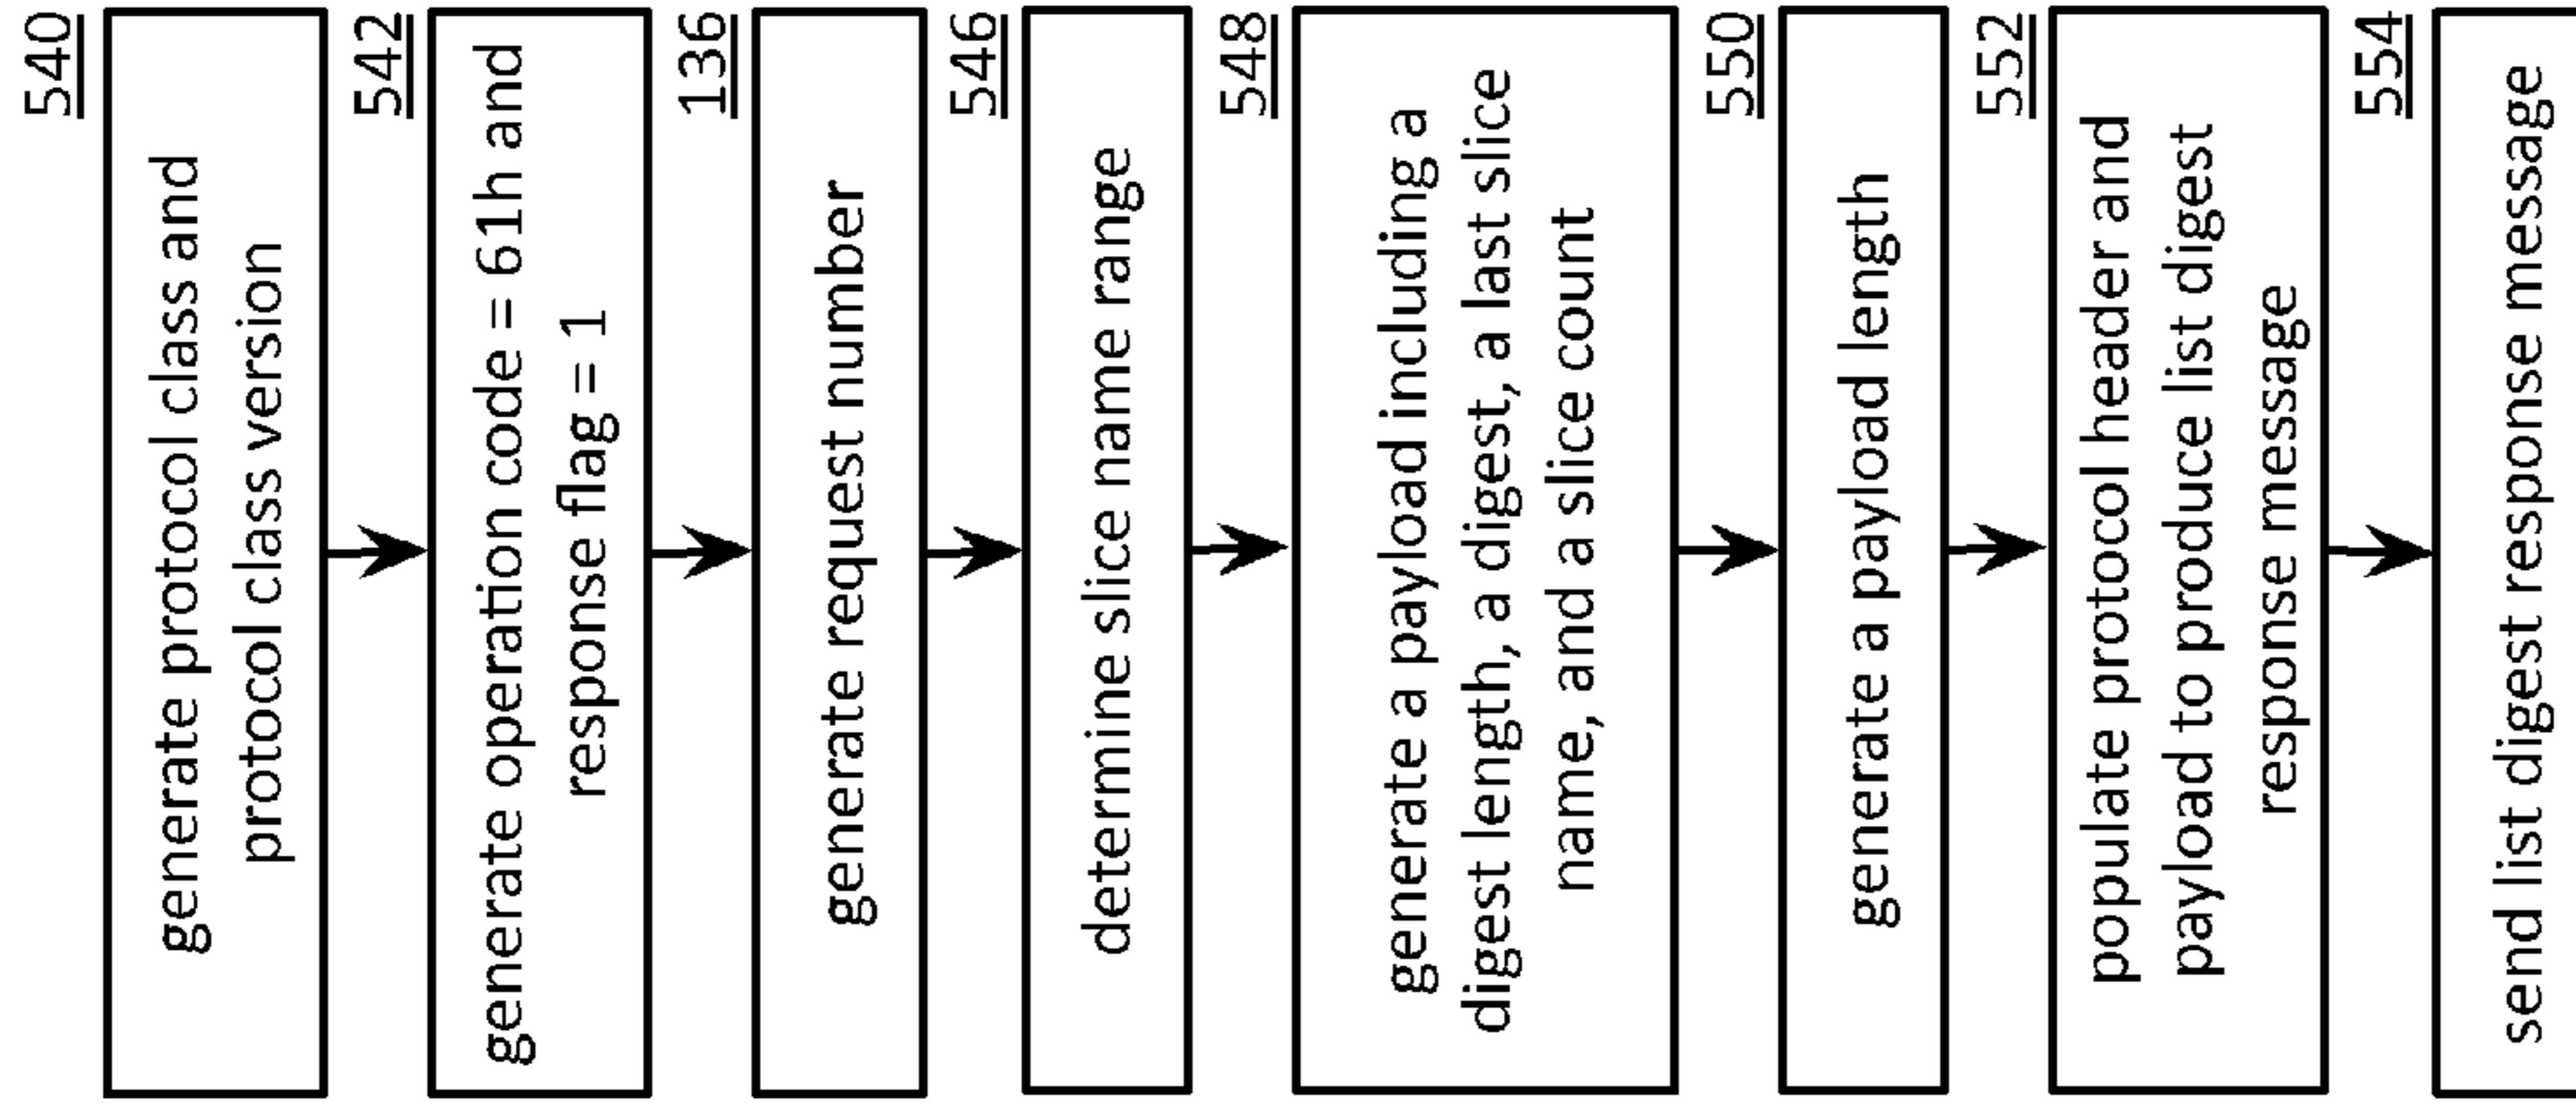 540
generate protocol class and
protocol class version
542
generate operation code = 61h and
response flag = 1
136
generate request number
546
determine slice name range
548
generate a payload including a
digest length, a digest, a last slice
name, and a slice count
550
generate a payload length
552
populate protocol header and
payload to produce list digest
response message
554
send list digest response message